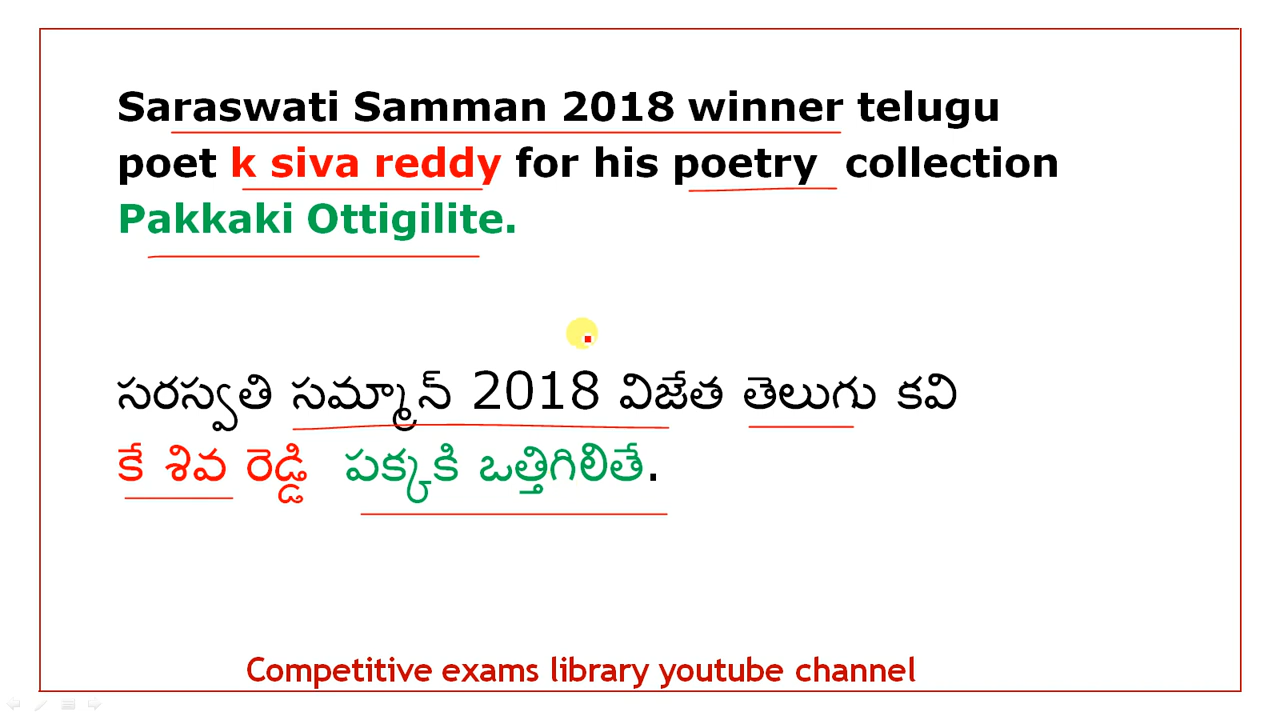 Saraswati Samman 2018 winner telugu
poet k siva reddy for his poetry collection
Pakkaki Ottigilite.
సరస్వతి సమ్మాన్ 2018 విజేత తెలుగు కవి
కే శివ రెడ్డి పక్కకి ఒత్తిగిలితే.
Competitive exams library youtube channel